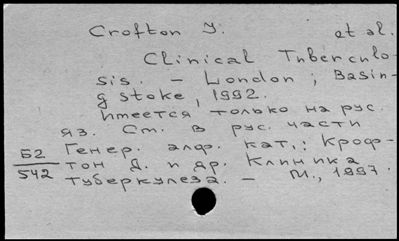 Crofton J. et al.
Clinical Tuberculo-
sis. – London ; Basin-
g stoke, 1992.
Имеется только на рус.
яз. См. в рус. части
Б2 Генер. алф. кат.: Кроф-
542 тон Д. и др. Клиника
туберкулеза. – М., 1997.